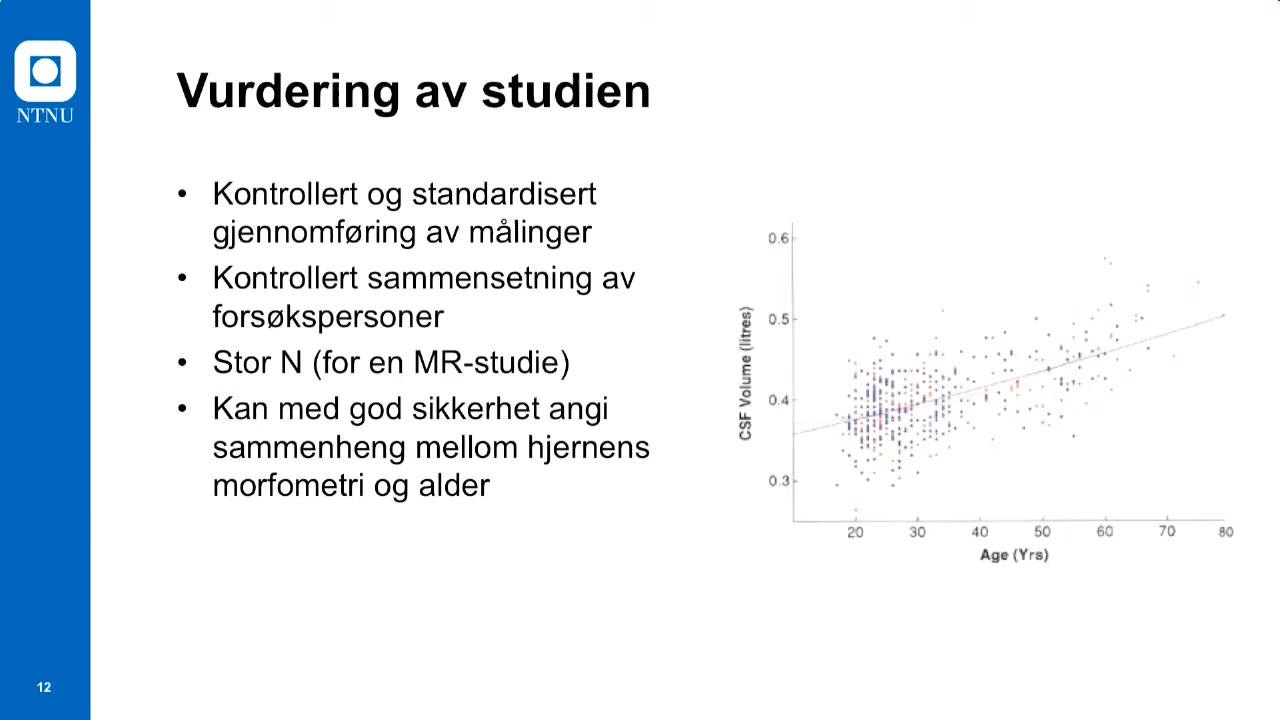 NTNU
Vurdering av studien
• Kontrollert og standardisert
gjennomføring av målinger
• Kontrollert sammensetning av
forsøkspersoner
• Stor N (for en MR-studie)
• Kan med god sikkerhet angi
sammenheng mellom hjernens
morfometri og alder
0.6
0.5
0.4
0.3
CSF Volume (litres)
20 30 40 50 60 70 80
Age (Yrs)
12